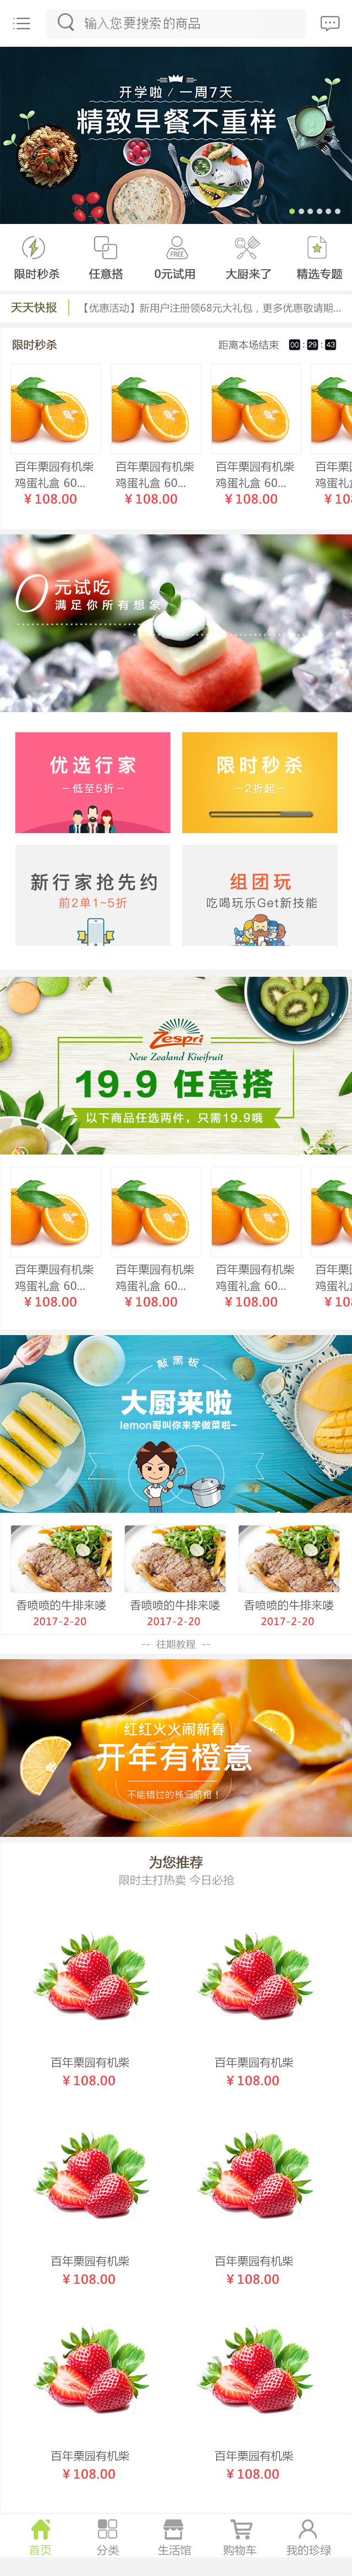 输入您要搜索的商品
开学啦 / 一周7天
精致早餐不重样
FREE
限时秒杀 任意搭 0元试用 大厨来了 精选专题
天天快报 【优惠活动】新用户注册领68元大礼包，更多优惠敬请期...
限时秒杀 距离本场结束 00 : 29 : 43
百年栗园有机柴 百年栗园有机柴 百年栗园有机柴 百年栗园
鸡蛋礼盒 60... 鸡蛋礼盒 60... 鸡蛋礼盒 60... 鸡蛋礼盒
￥108.00 ￥108.00 ￥108.00 ￥108
0元试吃
满足你所有想象
优选行家 限时秒杀
－低至5折－ －2折起－
新行家抢先约 组团玩
前2单1~5折 吃喝玩乐Get新技能
Zespri
New Zealand Kiwifruit
19.9 任意搭
以下商品任选两件，只需19.9哦
百年栗园有机柴 百年栗园有机柴 百年栗园有机柴 百年栗园
鸡蛋礼盒 60... 鸡蛋礼盒 60... 鸡蛋礼盒 60... 鸡蛋礼盒
￥108.00 ￥108.00 ￥108.00 ￥108
敲黑板
大厨来啦
lemon哥叫你来学做菜啦~
香喷喷的牛排来喽 香喷喷的牛排来喽 香喷喷的牛排来喽
2017-2-20 2017-2-20 2017-2-20
-- 往期教程 --
红红火火闹新春
开年有橙意
不能错过的秭归脐橙！
为您推荐
限时主打热卖 今日必抢
百年栗园有机柴 百年栗园有机柴
￥108.00 ￥108.00
百年栗园有机柴 百年栗园有机柴
￥108.00 ￥108.00
百年栗园有机柴 百年栗园有机柴
￥108.00 ￥108.00
首页 分类 生活馆 购物车 我的珍绿